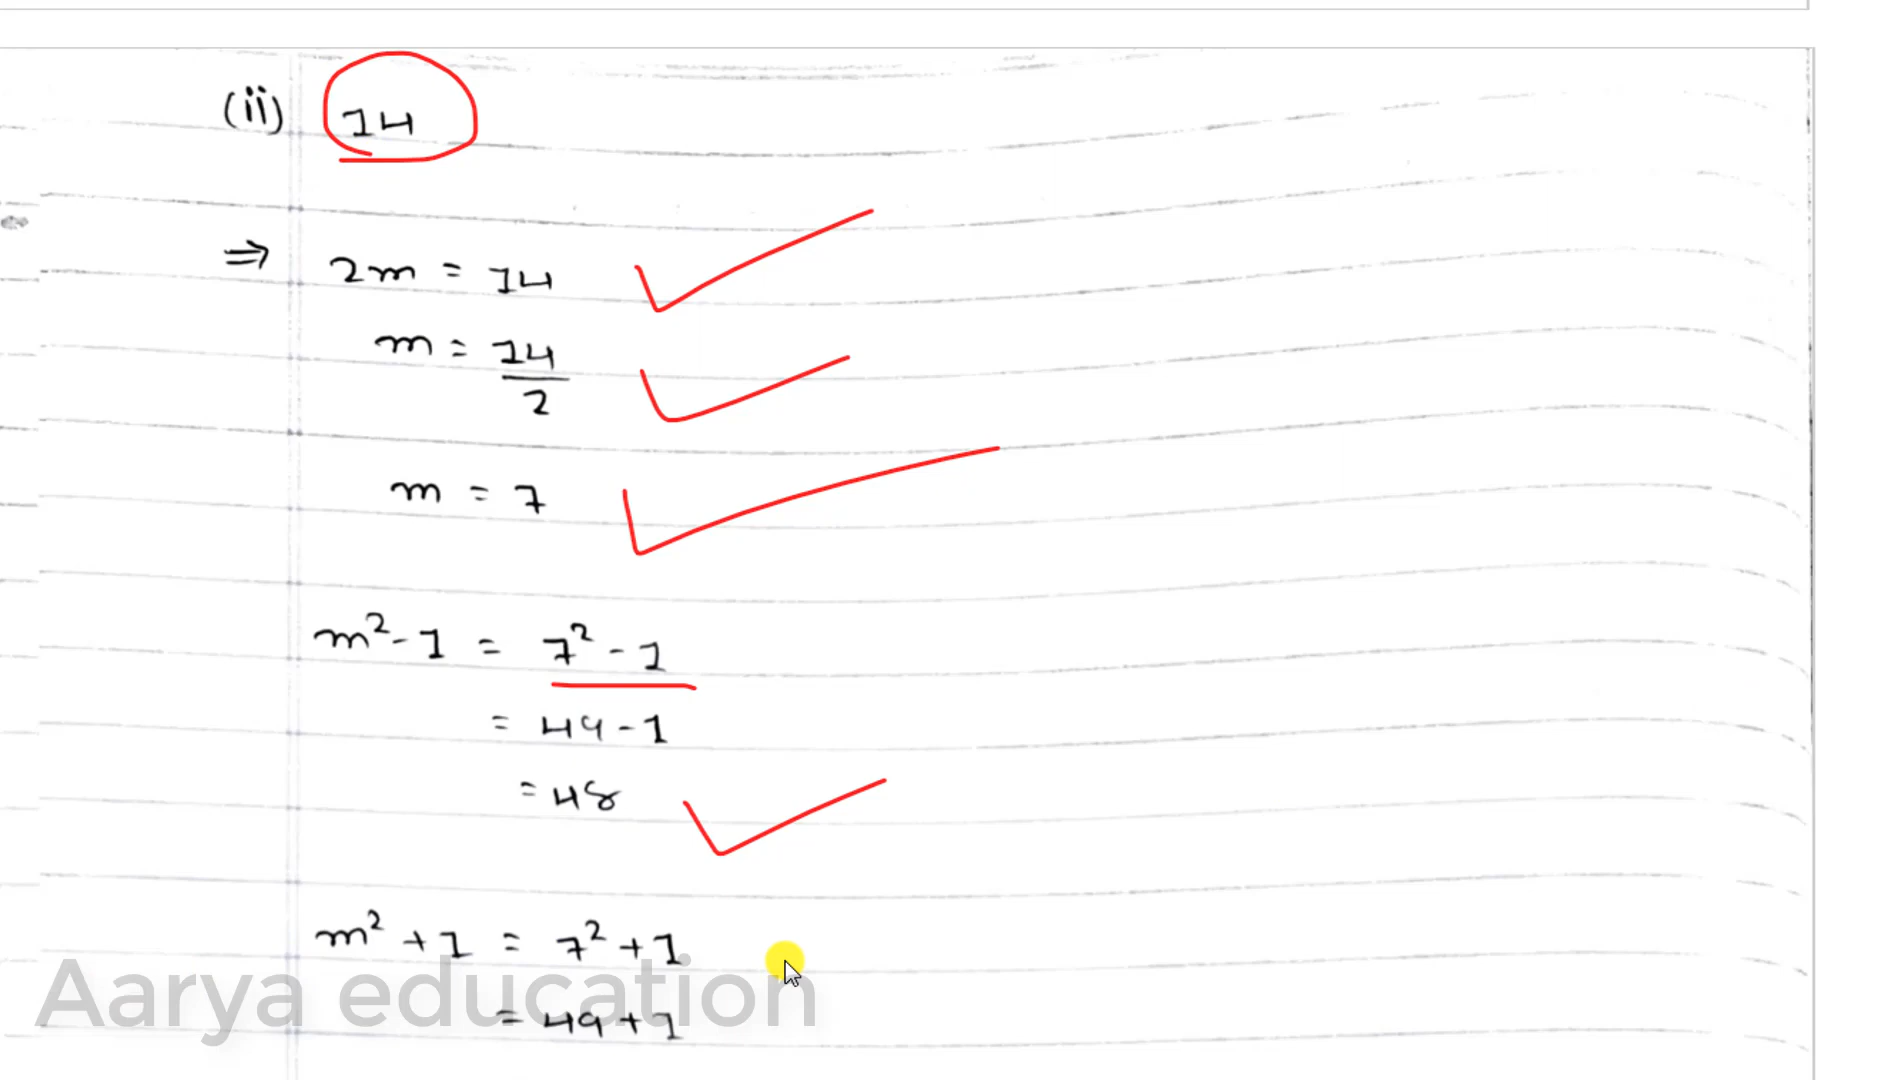 (ii) 14
⇒ 2m = 14
m = 14/2
m = 7
m² - 1 = 7² - 1
= 49 - 1
= 48
m² + 1 = 7² + 1
= 49 + 1
Aarya education